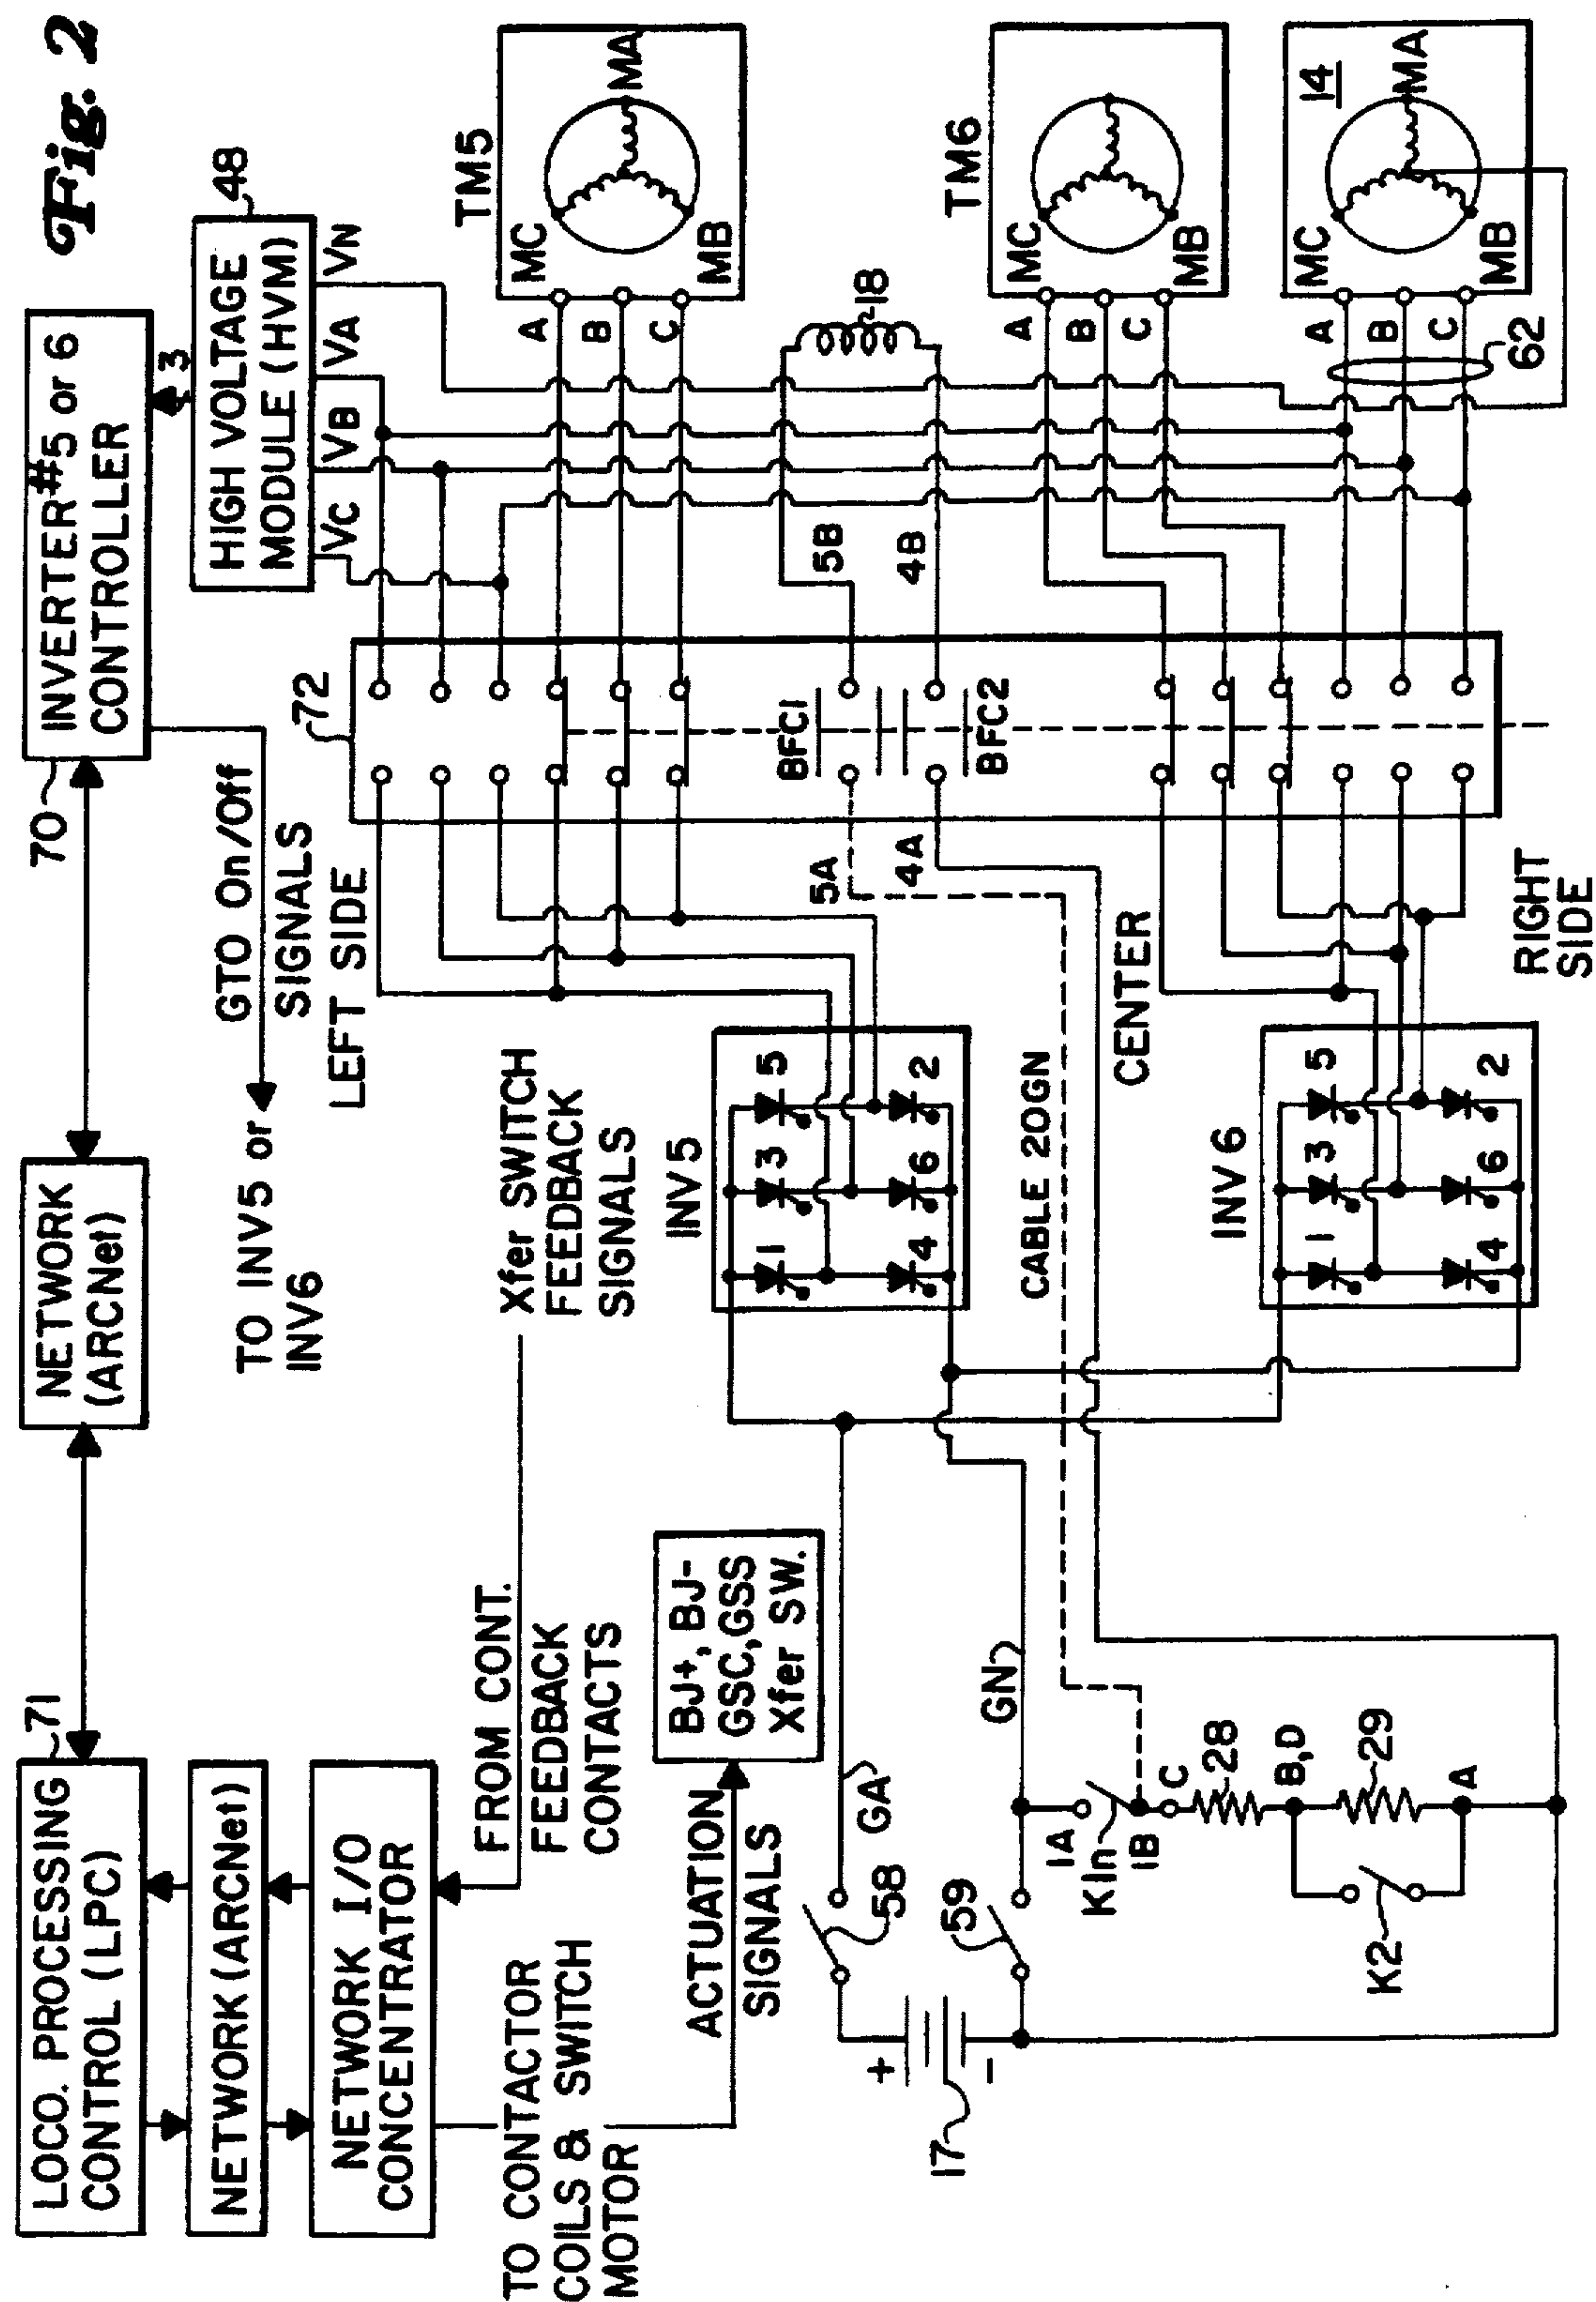 Fig. 2
LOCO. PROCESSING
CONTROL (LPC)
71
NETWORK
(ARCNet)
70
INVERTER #5 or 6
CONTROLLER
NETWORK (ARCNet)
NETWORK I/O
CONCENTRATOR
3
48
HIGH VOLTAGE
MODULE (HVM)
VC
VB
VA
VN
GTO On/Off
SIGNALS
TO INV5 or
INV6
LEFT SIDE
72
FROM CONT.
FEEDBACK
CONTACTS
Xfer SWITCH
FEEDBACK
SIGNALS
TO CONTACTOR
COILS & SWITCH
MOTOR
ACTUATION
SIGNALS
BJ+, BJ-
GSC, GSS
Xfer SW.
INV 5
1
3
5
4
6
2
TM5
MC
MA
MB
A
B
C
BFC1
BFC2
5A
4A
5B
4B
18
CABLE 20GN
CENTER
TM6
MC
MB
A
B
C
58
GA
59
GN
+
-
17
1A
K1n
1B
C
28
B,D
29
A
K2
INV 6
1
3
5
4
6
2
RIGHT
SIDE
14
MC
MA
MB
A
B
C
62